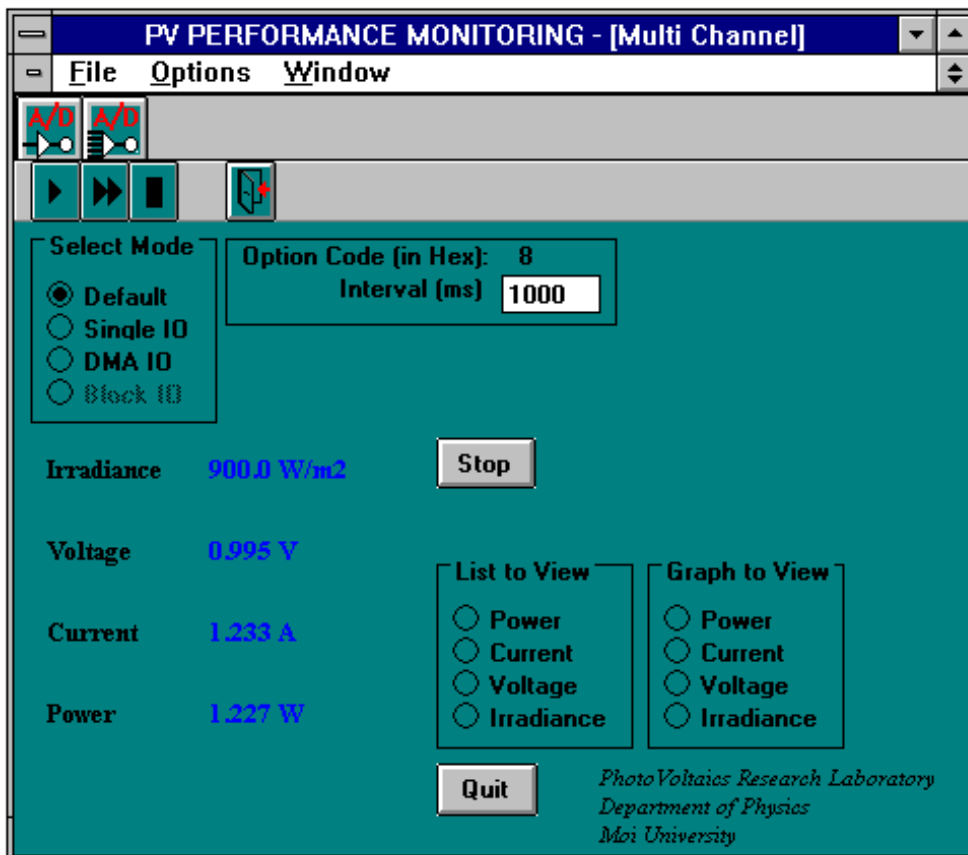 PV PERFORMANCE MONITORING - [Multi Channel]
File Options Window
A/D A/D
Select Mode
Default
Single IO
DMA IO
Block IO
Option Code (in Hex): 8
Interval (ms) 1000
Irradiance 900.0 W/m2
Stop
Voltage 0.995 V
Current 1.233 A
Power 1.227 W
List to View
Power
Current
Voltage
Irradiance
Graph to View
Power
Current
Voltage
Irradiance
Quit
PhotoVoltaics Research Laboratory
Department of Physics
Moi University